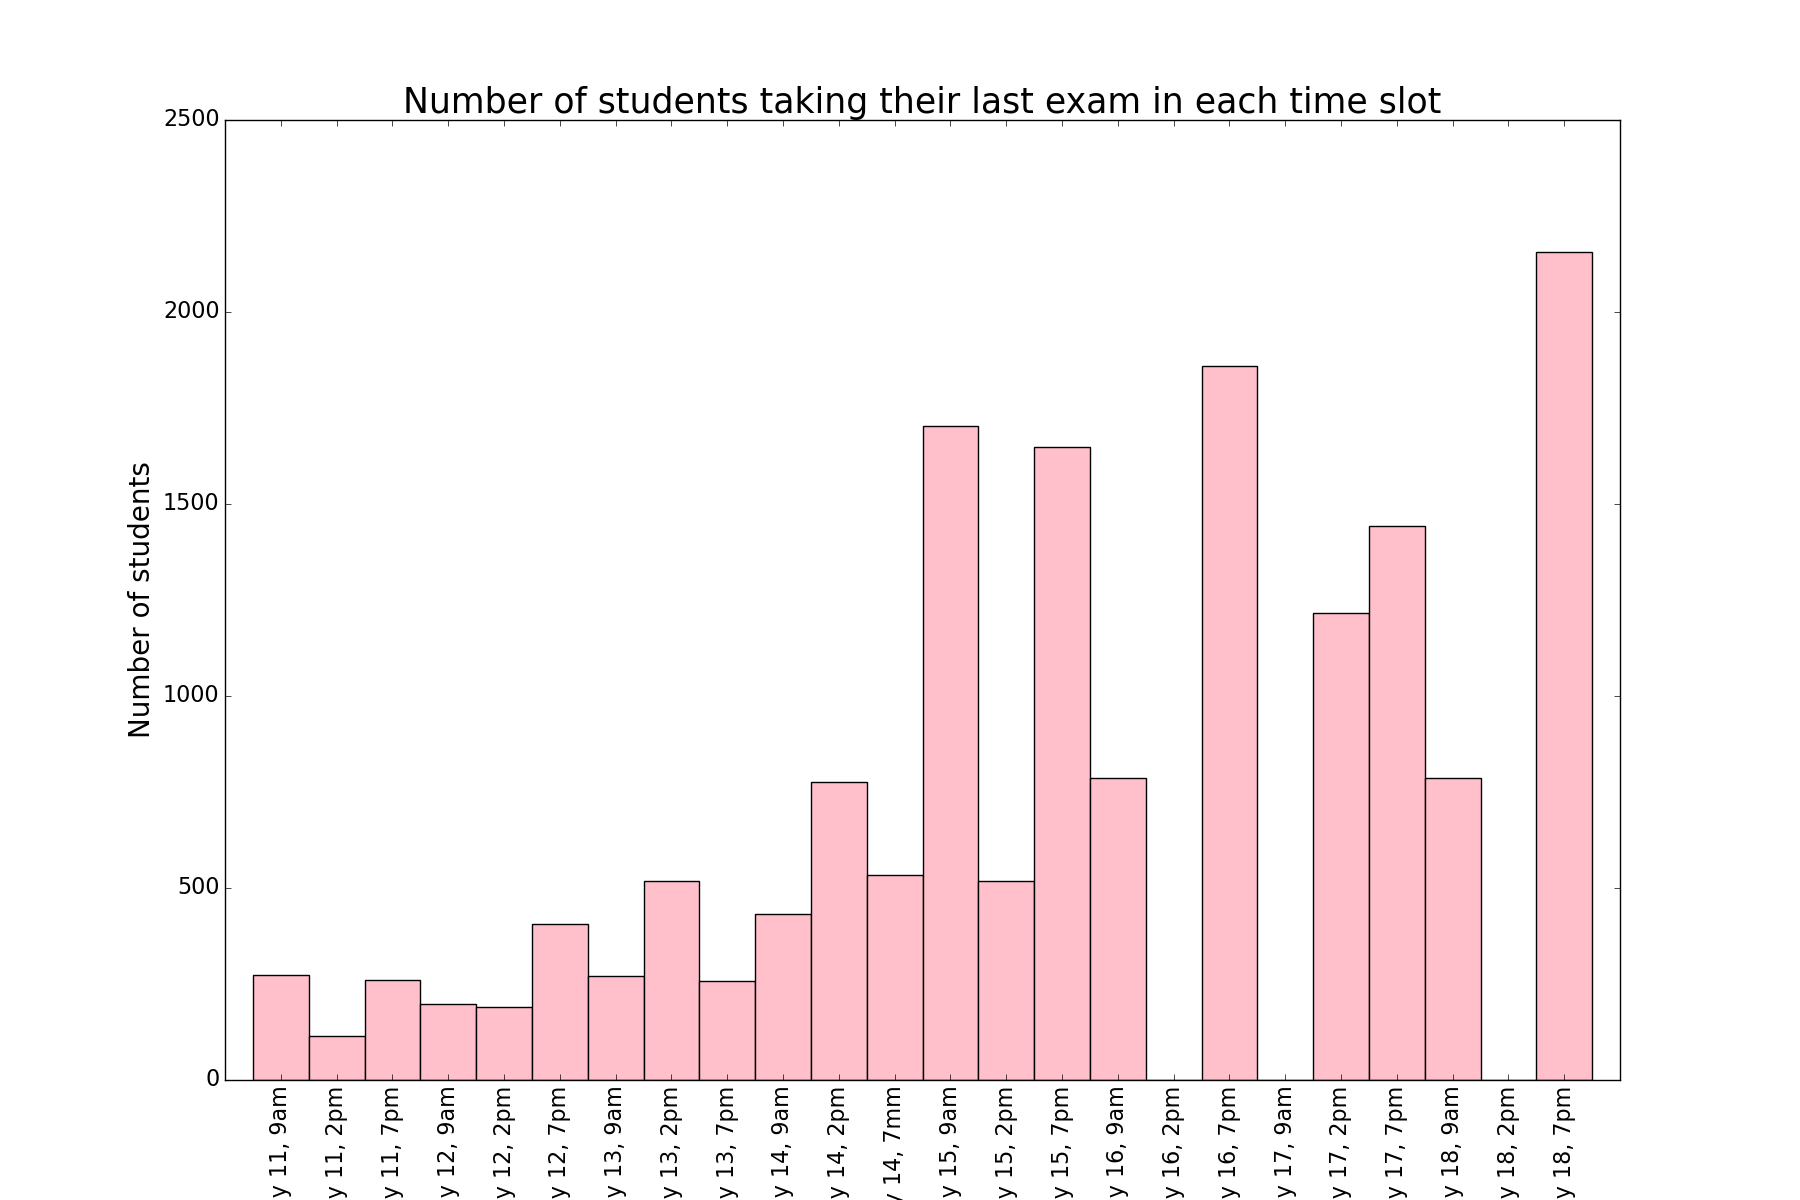 Number of students taking their last exam in each time slot
Number of students
2500
2000
1500
1000
500
0
y 11, 9am
y 11, 2pm
y 11, 7pm
y 12, 9am
y 12, 2pm
y 12, 7pm
y 13, 9am
y 13, 2pm
y 13, 7pm
y 14, 9am
y 14, 2pm
y 14, 7mm
y 15, 9am
y 15, 2pm
y 15, 7pm
y 16, 9am
y 16, 2pm
y 16, 7pm
y 17, 9am
y 17, 2pm
y 17, 7pm
y 18, 9am
y 18, 2pm
y 18, 7pm